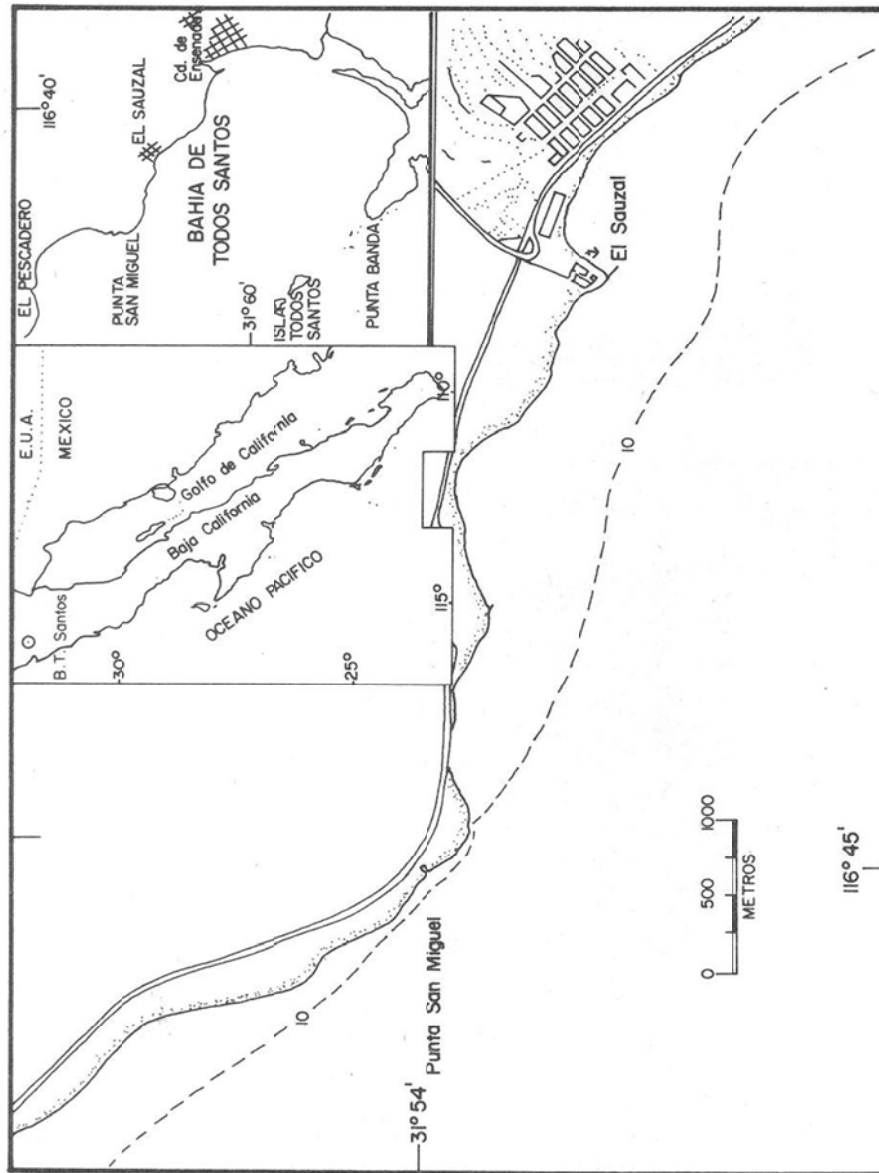 E.U.A.
MEXICO
B.T. Santos
Golfo de California
Baja California
OCEANO PACIFICO
30°
25°
115°
110°
EL PESCADERO
116° 40'
PUNTA
SAN MIGUEL
EL SAUZAL
Cd. de
Ensenada
BAHIA DE
TODOS SANTOS
31° 60'
ISLA(S)
TODOS
SANTOS
PUNTA BANDA
El Sauzal
10
10
31° 54'
Punta San Miguel
0 500 1000
METROS
116° 45'